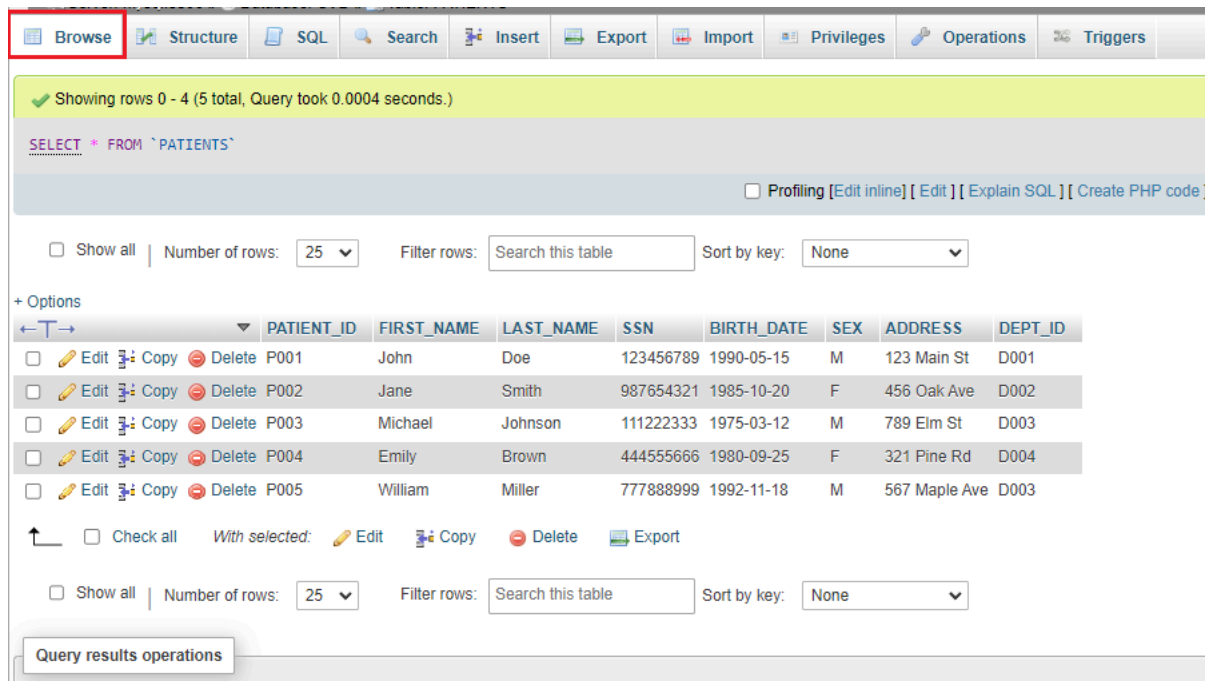 Browse Structure SQL Search Insert Export Import Privileges Operations Triggers
Showing rows 0 - 4 (5 total, Query took 0.0004 seconds.)
SELECT * FROM `PATIENTS`
Profiling [Edit inline] [ Edit ] [ Explain SQL ] [ Create PHP code ]
Show all | Number of rows: 25 Filter rows: Search this table Sort by key: None
+ Options
←T→ ▼ PATIENT_ID FIRST_NAME LAST_NAME SSN BIRTH_DATE SEX ADDRESS DEPT_ID
Edit Copy Delete P001 John Doe 123456789 1990-05-15 M 123 Main St D001
Edit Copy Delete P002 Jane Smith 987654321 1985-10-20 F 456 Oak Ave D002
Edit Copy Delete P003 Michael Johnson 111222333 1975-03-12 M 789 Elm St D003
Edit Copy Delete P004 Emily Brown 444555666 1980-09-25 F 321 Pine Rd D004
Edit Copy Delete P005 William Miller 777888999 1992-11-18 M 567 Maple Ave D003
Check all With selected: Edit Copy Delete Export
Show all | Number of rows: 25 Filter rows: Search this table Sort by key: None
Query results operations